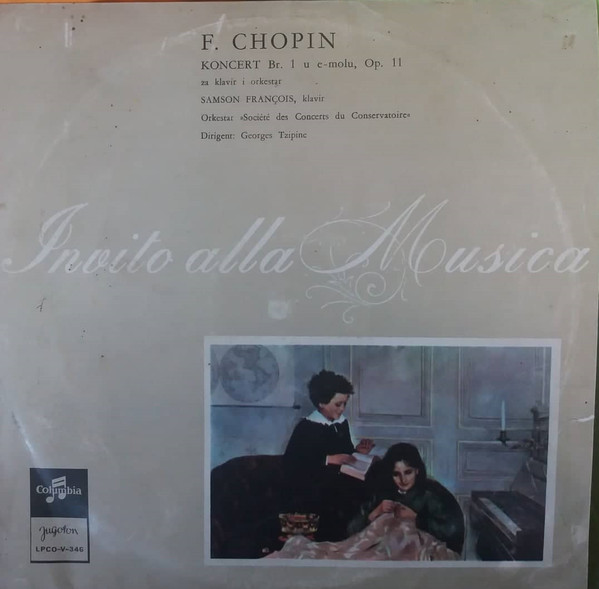 F. CHOPIN
KONCERT Br. 1 u e-molu, Op. 11
za klavir i orkestar
SAMSON FRANÇOIS, klavir
Orkestar »Société des Concerts du Conservatoire«
Dirigent: Georges Tzipine
Invito alla Musica
Columbia
Jugoton
LPCO-V-346